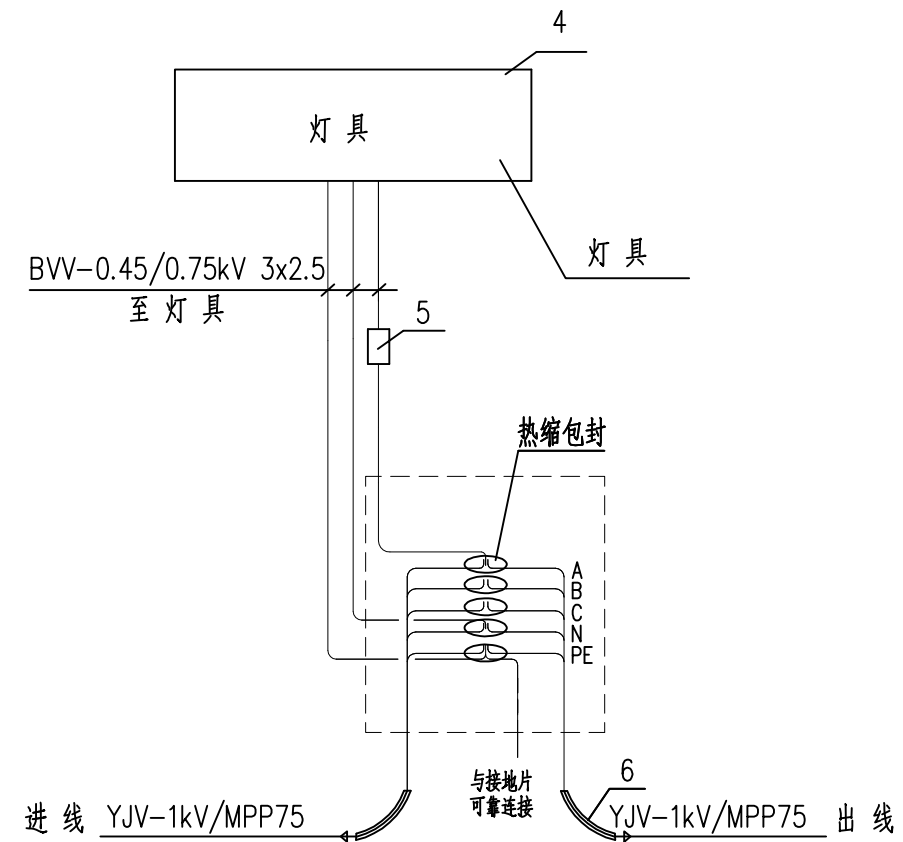 4
灯具
灯具
BVV-0.45/0.75kV 3x2.5
至灯具
5
热缩包封
A
B
C
N
PE
与接地片
可靠连接
6
进线 YJV-1kV/MPP75
YJV-1kV/MPP75 出线